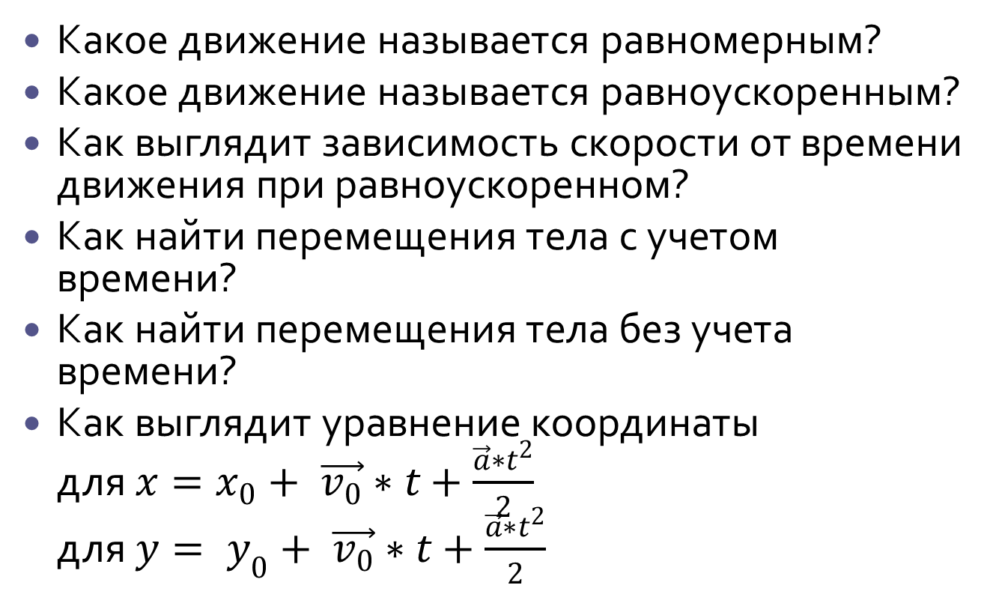 • Какое движение называется равномерным?
• Какое движение называется равноускоренным?
• Как выглядит зависимость скорости от времени
движения при равноускоренном?
• Как найти перемещения тела с учетом
времени?
• Как найти перемещения тела без учета
времени?
• Как выглядит уравнение координаты
для $x = x_0 + \overrightarrow{v_0} * t + \frac{\vec{a}*t^2}{2}$
для $y = y_0 + \overrightarrow{v_0} * t + \frac{\vec{a}*t^2}{2}$